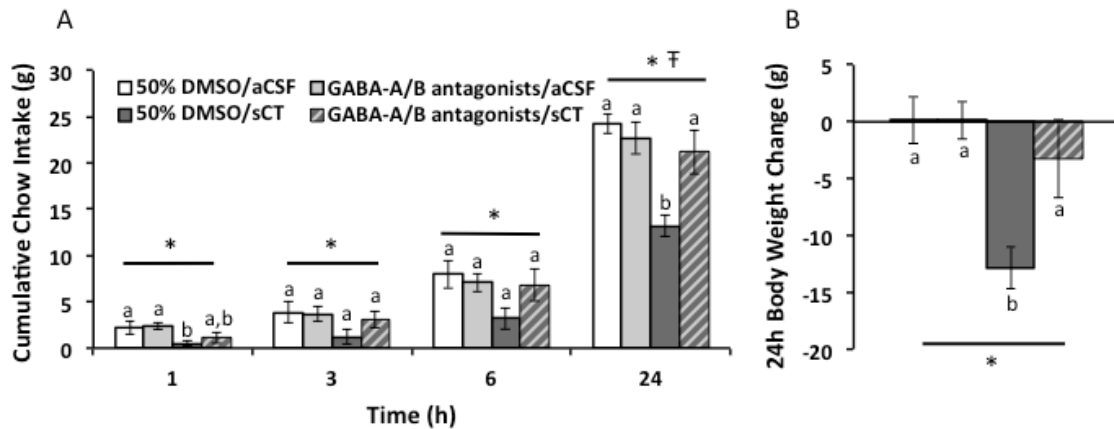 A
Cumulative Chow Intake (g)
30
25
20
15
10
5
0
50% DMSO/aCSF
GABA-A/B antagonists/aCSF
50% DMSO/sCT
GABA-A/B antagonists/sCT
* Ŧ
a a b a
*
a a a a
*
a a a a
*
a a b a,b
1 3 6 24
Time (h)
B
24h Body Weight Change (g)
5
0
-5
-10
-15
-20
a a b a
*